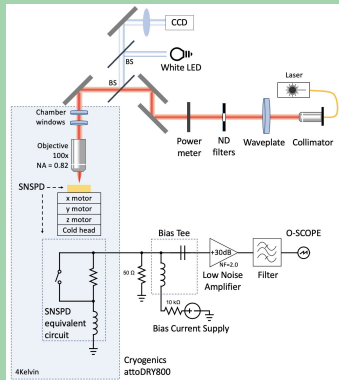 CCD
BS
White LED
BS
Laser
Chamber
windows
Objective
100x
NA = 0.82
Power
meter
ND
filters
Waveplate
Collimator
SNSPD
x motor
y motor
z motor
Cold head
Bias Tee
O-SCOPE
+30dB
NF=2.0
50 Ω
Low Noise
Amplifier
Filter
10 kΩ
SNSPD
equivalent
circuit
Bias Current Supply
4Kelvin
Cryogenics
attoDRY800